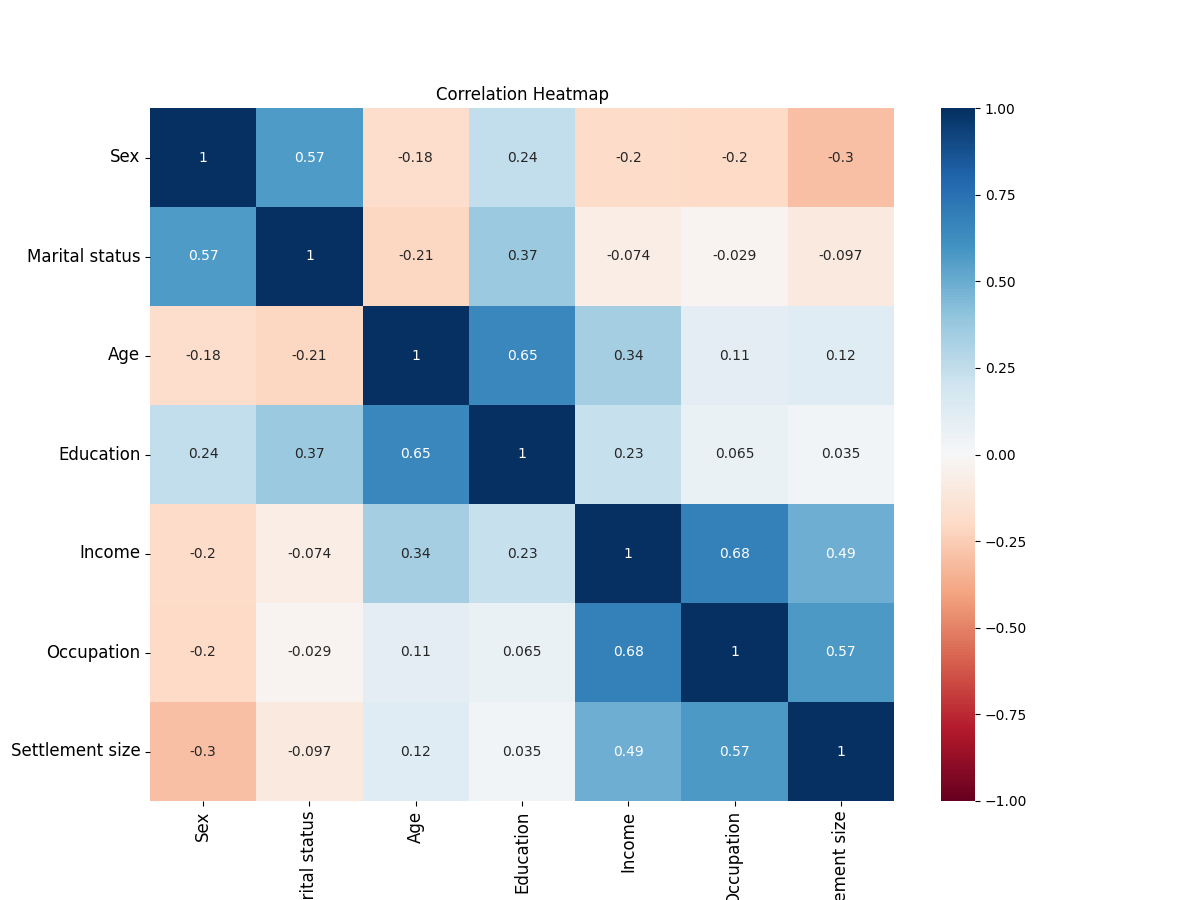 Correlation Heatmap
Sex 1 0.57 -0.18 0.24 -0.2 -0.2 -0.3
Marital status 0.57 1 -0.21 0.37 -0.074 -0.029 -0.097
Age -0.18 -0.21 1 0.65 0.34 0.11 0.12
Education 0.24 0.37 0.65 1 0.23 0.065 0.035
Income -0.2 -0.074 0.34 0.23 1 0.68 0.49
Occupation -0.2 -0.029 0.11 0.065 0.68 1 0.57
Settlement size -0.3 -0.097 0.12 0.035 0.49 0.57 1
Sex
rital status
Age
Education
Income
Occupation
ement size
1.00
0.75
0.50
0.25
0.00
−0.25
−0.50
−0.75
−1.00